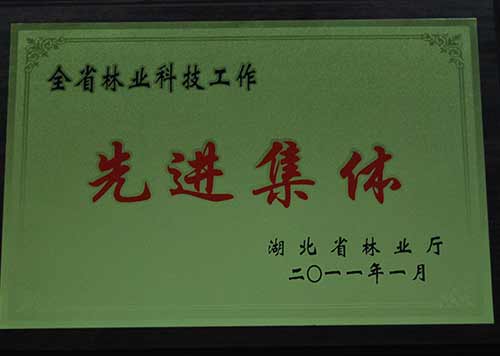 全省林业科技工作
先进集体
湖北省林业厅
二〇一一年一月